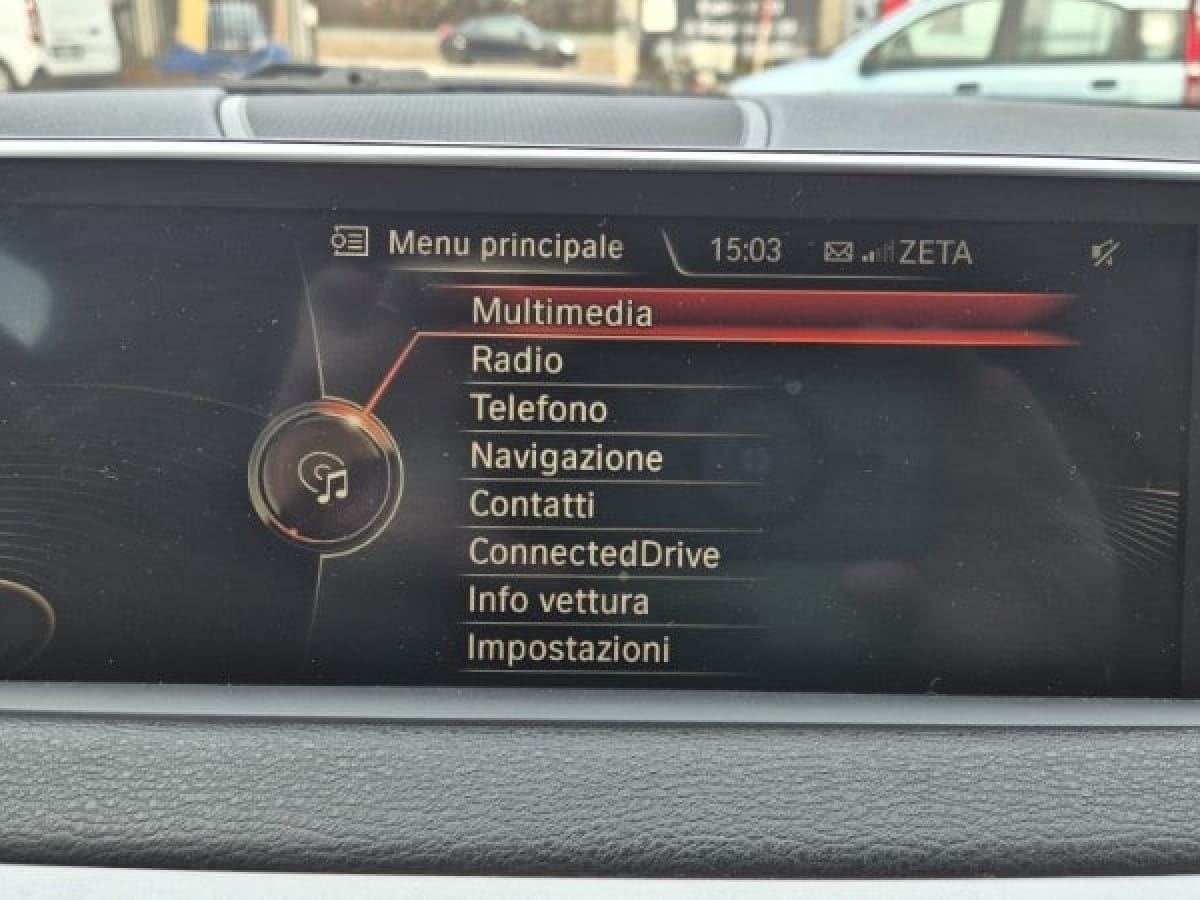 Menu principale 15:03 ZETA
Multimedia
Radio
Telefono
Navigazione
Contatti
ConnectedDrive
Info vettura
Impostazioni